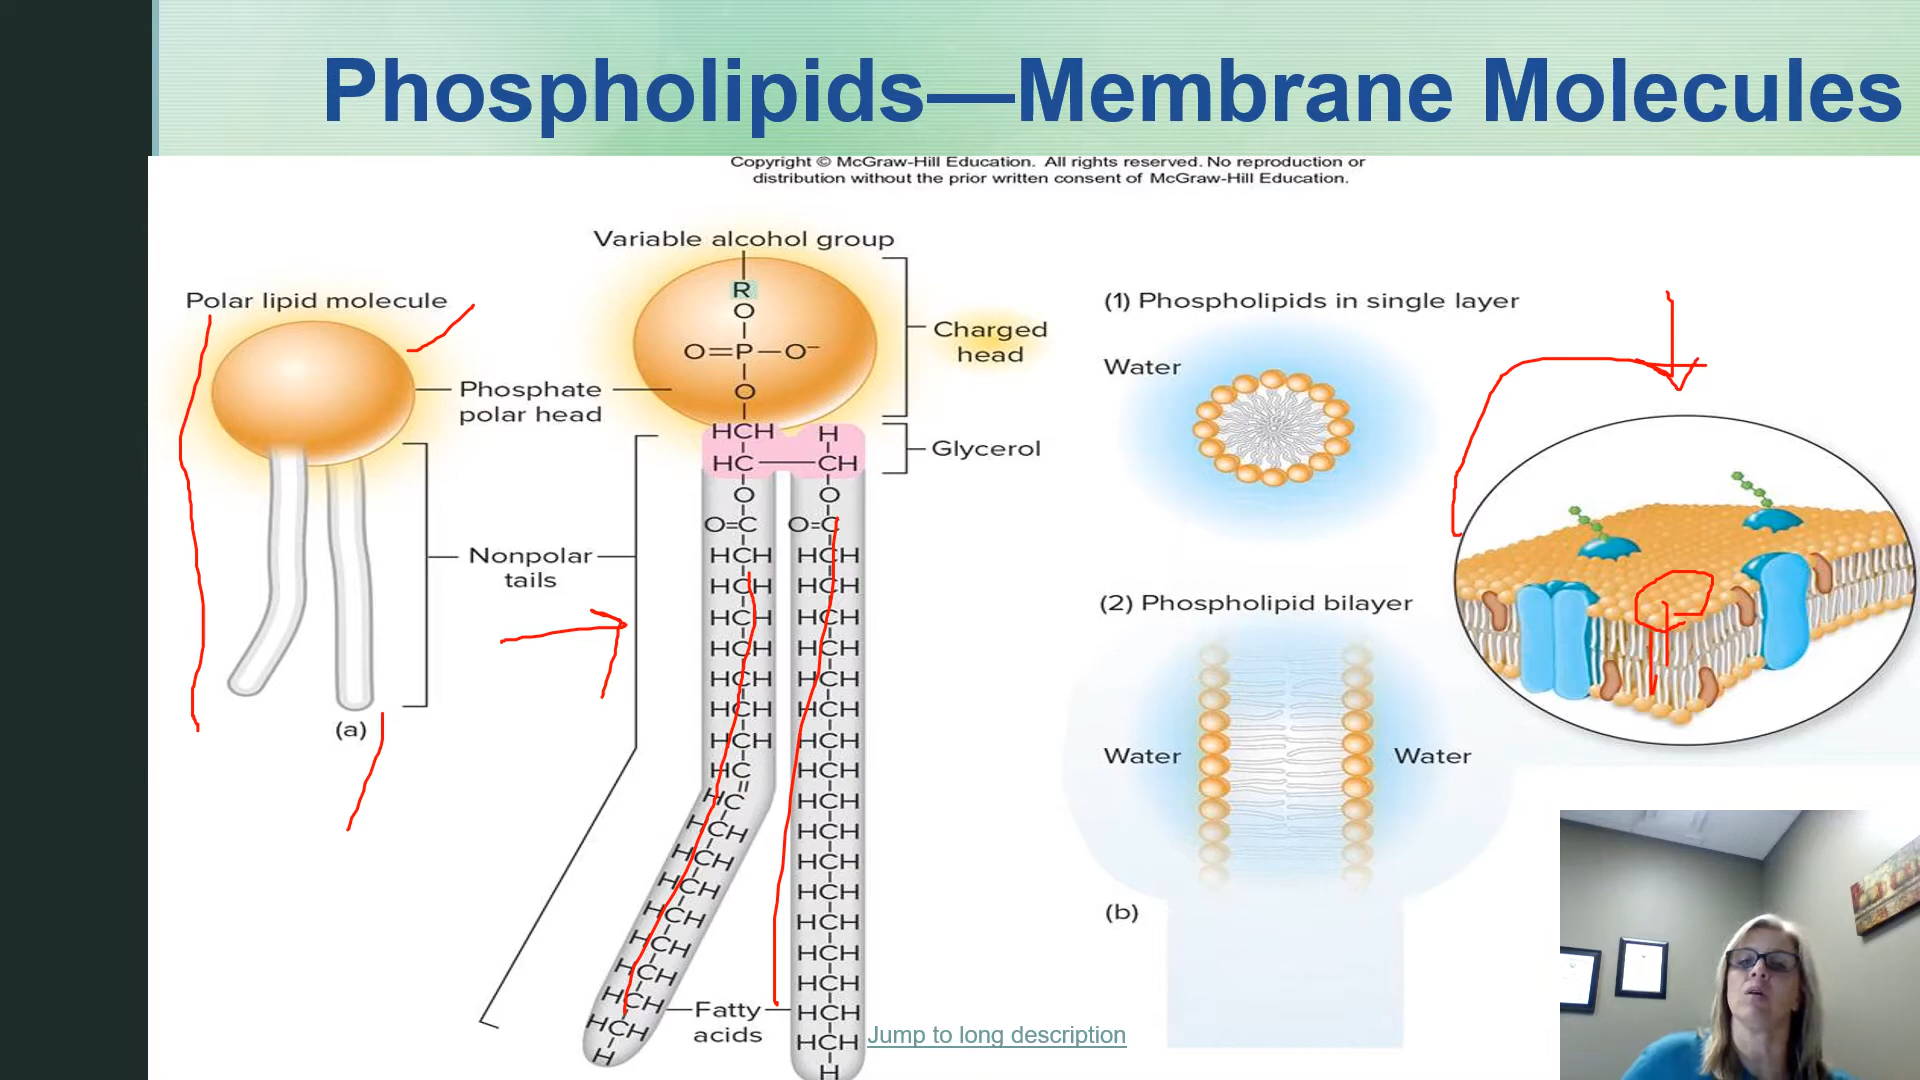 Phospholipids—Membrane Molecules
Copyright © McGraw-Hill Education. All rights reserved. No reproduction or
distribution without the prior written consent of McGraw-Hill Education.
Polar lipid molecule
Phosphate
polar head
Nonpolar
tails
(a)
Variable alcohol group
R
O
O=P—O⁻
O
HCH H
HC—CH
O O
O=C O=C
HCH HCH
HCH HCH
HCH HCH
HCH HCH
HCH HCH
HCH HCH
HCH HCH
HC HCH
HC HCH
HCH HCH
HCH HCH
HCH HCH
HCH HCH
HCH HCH
HCH HCH
HCH HCH
HCH HCH
H H
Charged
head
Glycerol
Fatty
acids
Jump to long description
(1) Phospholipids in single layer
Water
(2) Phospholipid bilayer
Water Water
(b)